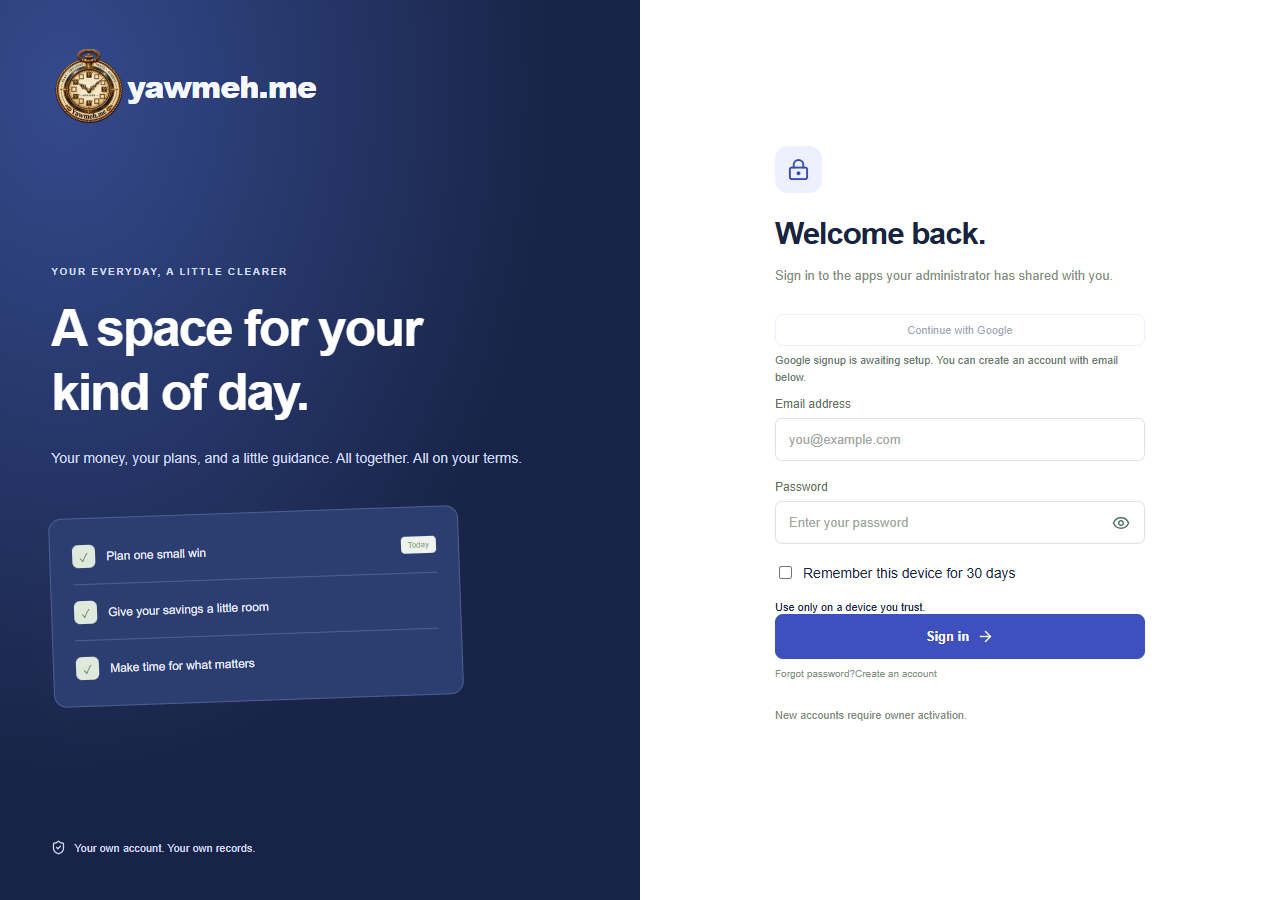 yawmeh.me
YOUR EVERYDAY, A LITTLE CLEARER
A space for your
kind of day.
Your money, your plans, and a little guidance. All together. All on your terms.
Plan one small win
Today
Give your savings a little room
Make time for what matters
Your own account. Your own records.
Welcome back.
Sign in to the apps your administrator has shared with you.
Continue with Google
Google signup is awaiting setup. You can create an account with email
below.
Email address
you@example.com
Password
Enter your password
Remember this device for 30 days
Use only on a device you trust.
Sign in
Forgot password?Create an account
New accounts require owner activation.